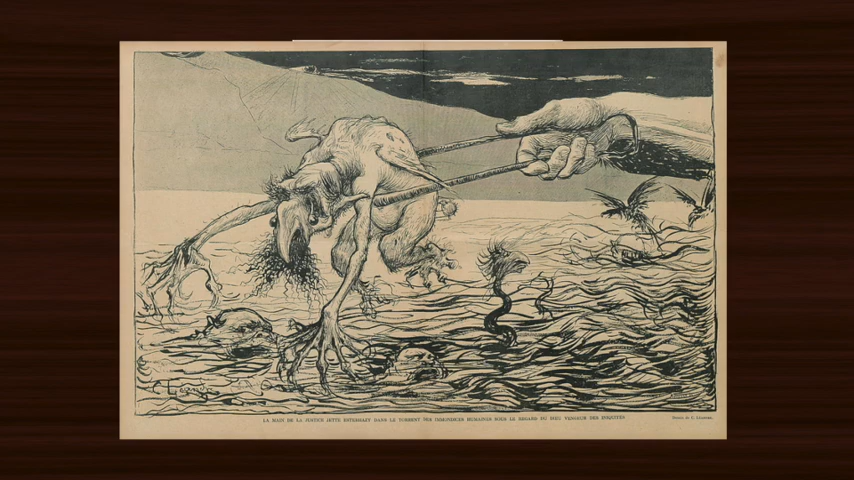 LA MAIN DE LA JUSTICE JETTE ESTERHAZY DANS LE TORRENT DES IMMONDICES HUMAINES SOUS LE REGARD DU DIEU VENGEUR DES INIQUITÉS
Dessin de C. Léandre.
C. Léandre